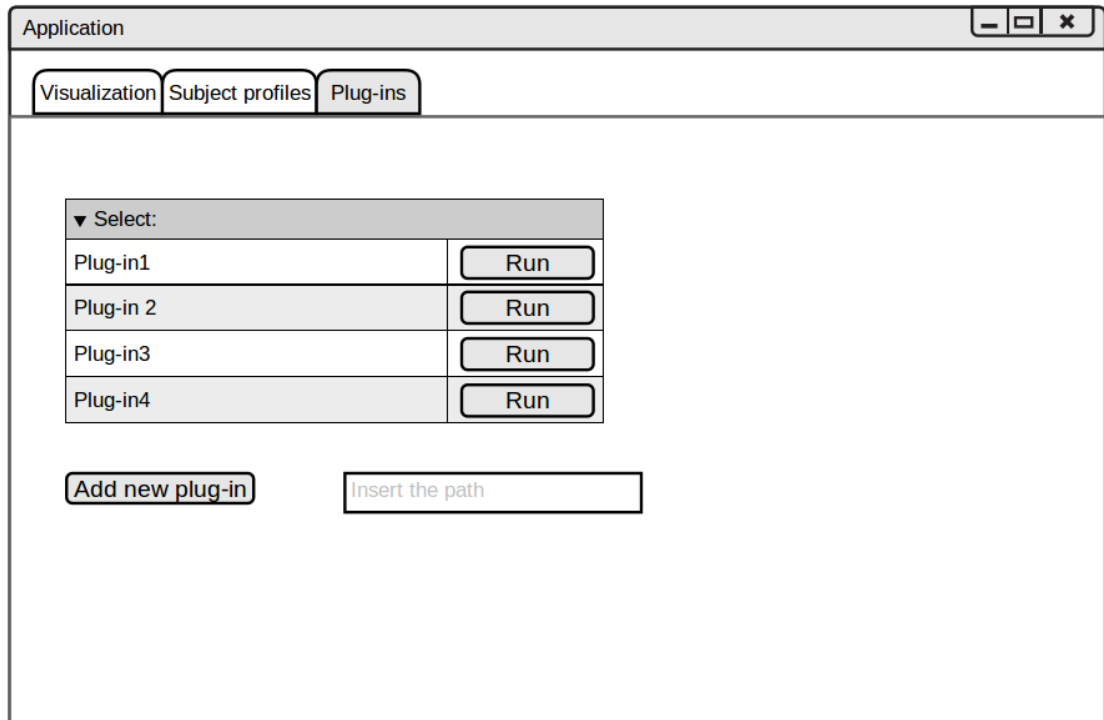 Application
Visualization Subject profiles Plug-ins
▼ Select:
Plug-in1 Run
Plug-in 2 Run
Plug-in3 Run
Plug-in4 Run
Add new plug-in Insert the path